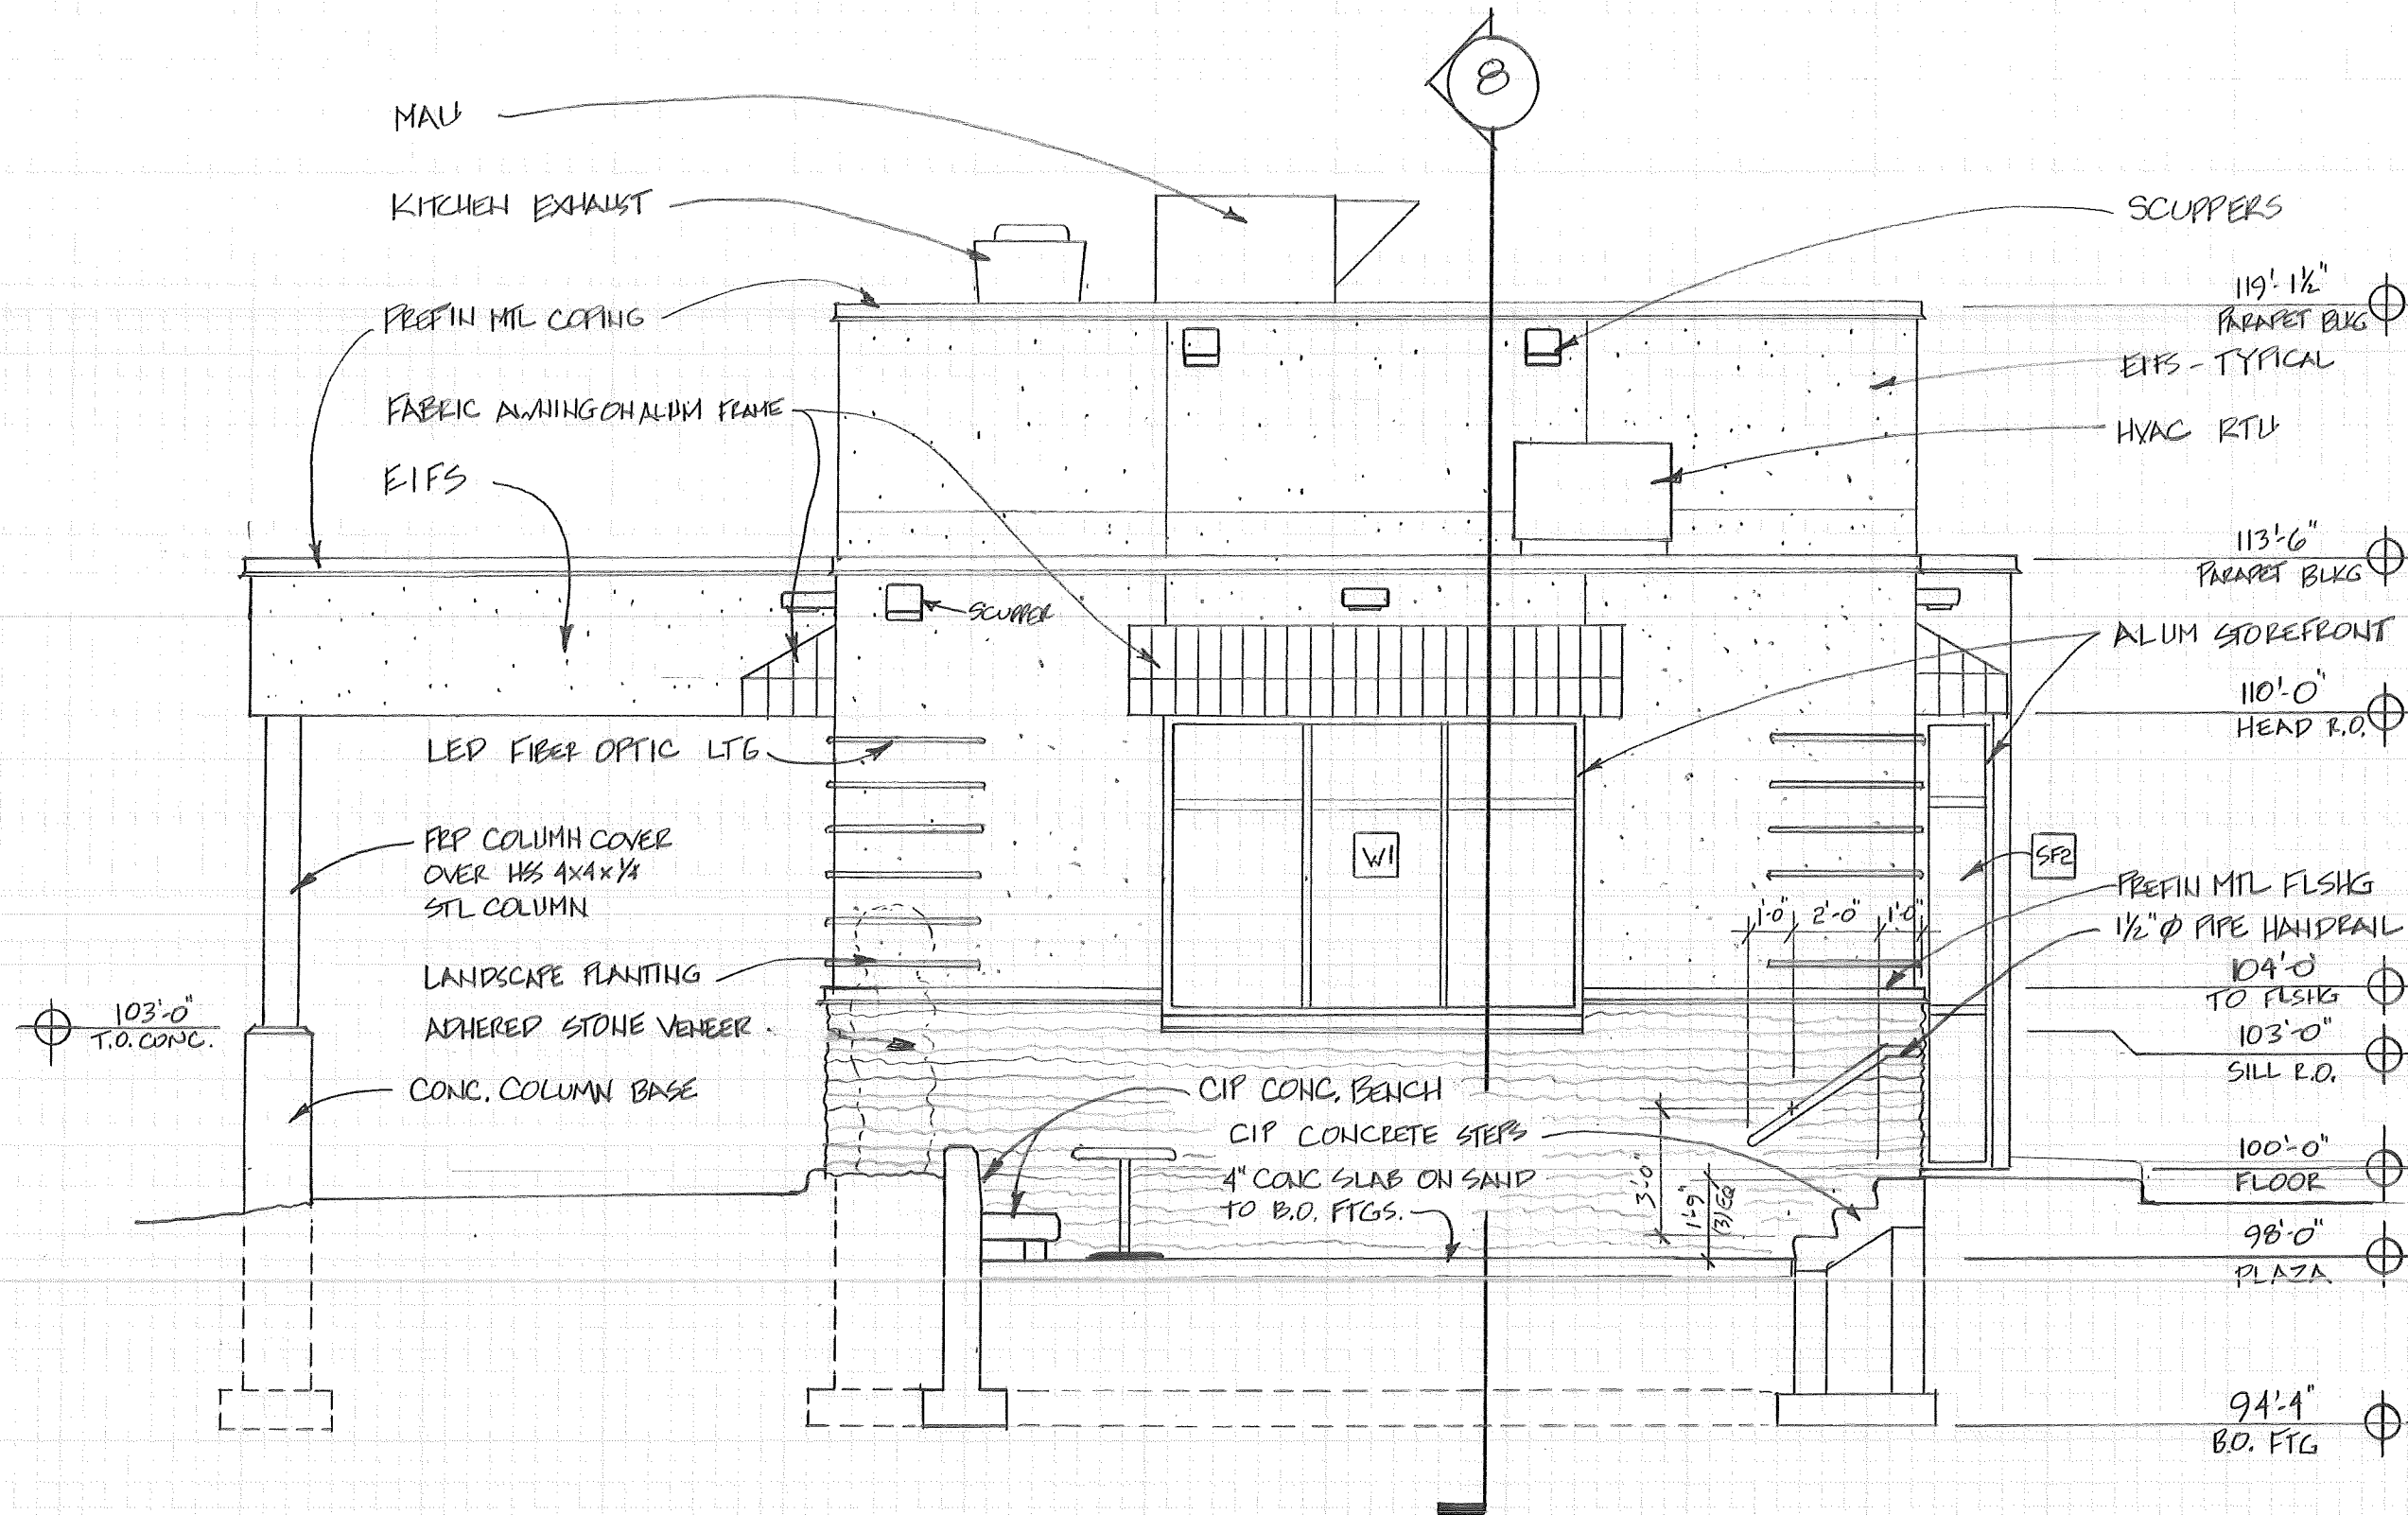 8
MAU
KITCHEN EXHAUST
SCUPPERS
119'-1½"
PARAPET BLKG
PREFIN MTL COPING
EIFS - TYPICAL
FABRIC AWNING ON ALUM FRAME
HVAC RTU
EIFS
113'-6"
PARAPET BLKG
SCUPPER
ALUM STOREFRONT
110'-0"
HEAD R.O.
LED FIBER OPTIC LTG
FRP COLUMN COVER
OVER HSS 4x4x¼
STL COLUMN
W1
SF2
PREFIN MTL FLSHG
1'-0"
2'-0"
1'-0"
1½"Ø PIPE HANDRAIL
LANDSCAPE PLANTING
104'-0
TO FLSHG
103'-0"
T.O. CONC.
ADHERED STONE VENEER
103'-0"
SILL R.O.
CONC. COLUMN BASE
CIP CONC. BENCH
CIP CONCRETE STEPS
100'-0"
FLOOR
4" CONC SLAB ON SAND
TO B.O. FTGS.
3'-0"
1'-9"
(3) EQ
98'-0"
PLAZA
94'-4"
B.O. FTG